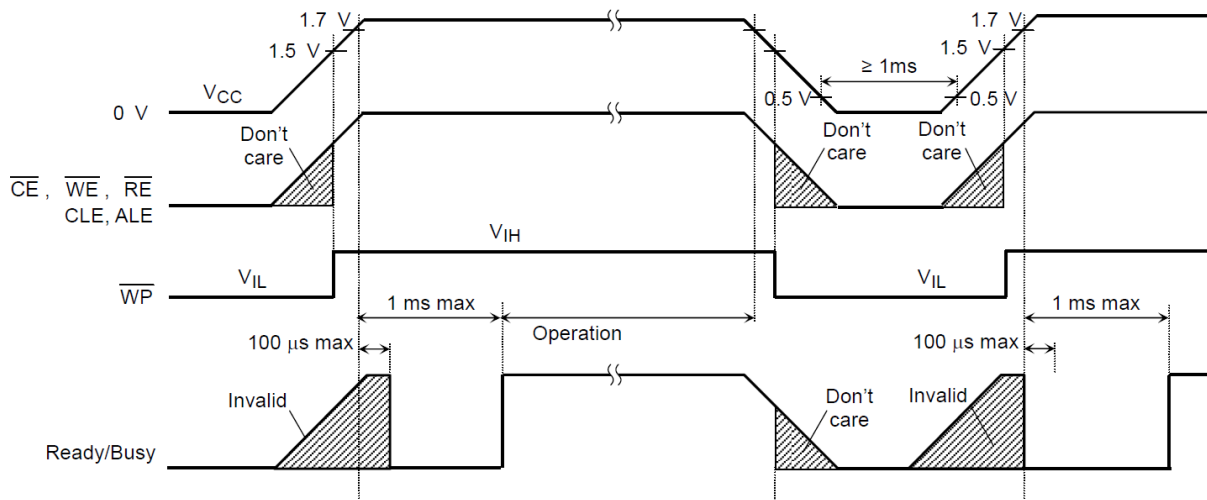 1.7 V
1.5 V
1.7 V
1.5 V
≥ 1ms
0.5 V
0.5 V
VCC
0 V
Don't
care
Don't
care
Don't
care
CE , WE , RE
CLE, ALE
VIH
VIL
VIL
WP
1 ms max
Operation
1 ms max
100 μs max
100 μs max
Invalid
Don't
care
Invalid
Ready/Busy